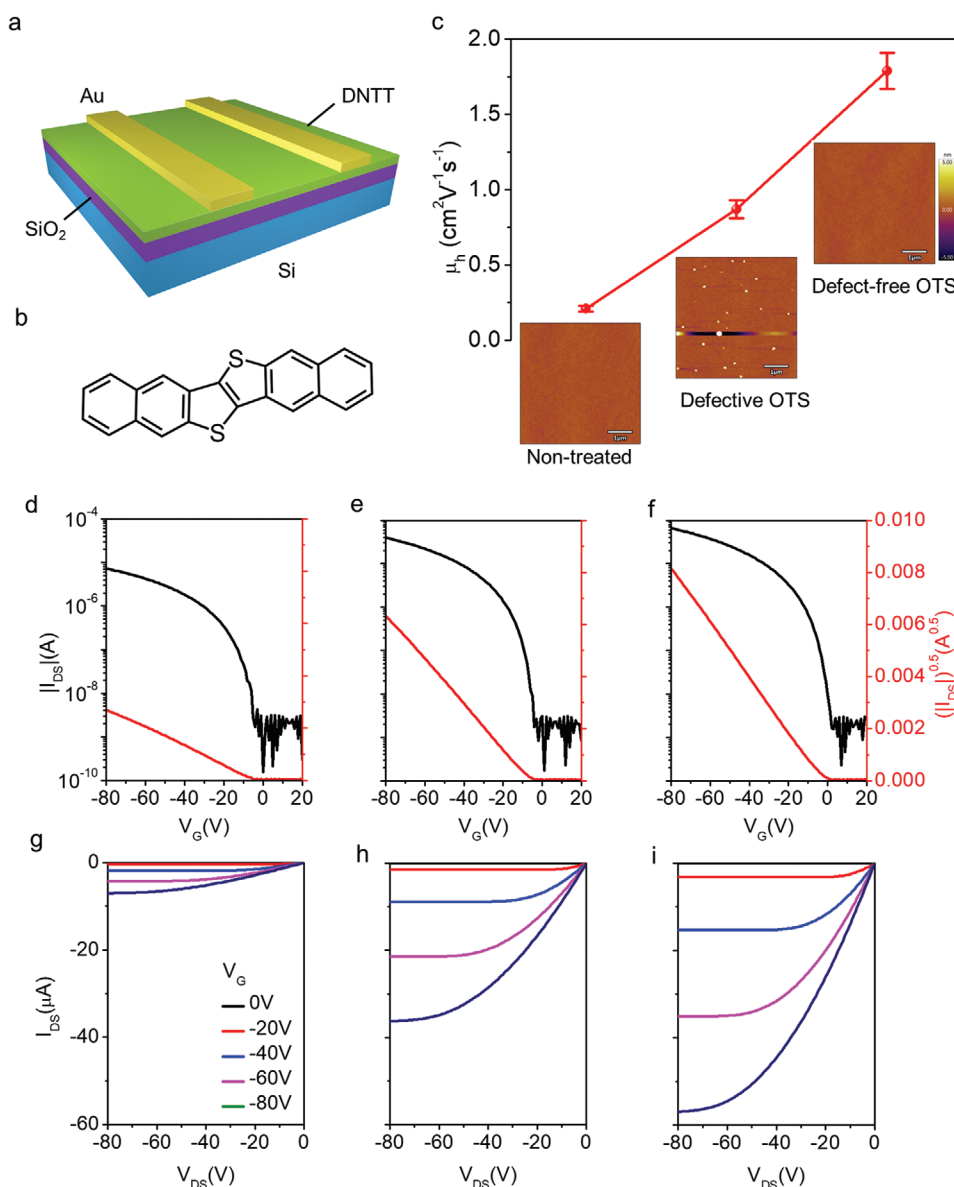 a
Au
DNTT
SiO2
Si
b
S
S
c
2.0
1.5
1.0
0.5
0.0
μh (cm2V-1s-1)
nm
5.00
0.00
-5.00
1μm
Defect-free OTS
1μm
Defective OTS
1μm
Non-treated
d
e
f
10-4
10-6
10-8
10-10
|IDS|(A)
0.010
0.008
0.006
0.004
0.002
0.000
(|IDS|)0.5(A0.5)
-80 -60 -40 -20 0 20
-80 -60 -40 -20 0 20
-80 -60 -40 -20 0 20
VG(V)
VG(V)
VG(V)
g
h
i
0
-20
-40
-60
IDS(μA)
VG
0V
-20V
-40V
-60V
-80V
-80 -60 -40 -20 0
-80 -60 -40 -20 0
-80 -60 -40 -20 0
VDS(V)
VDS(V)
VDS(V)